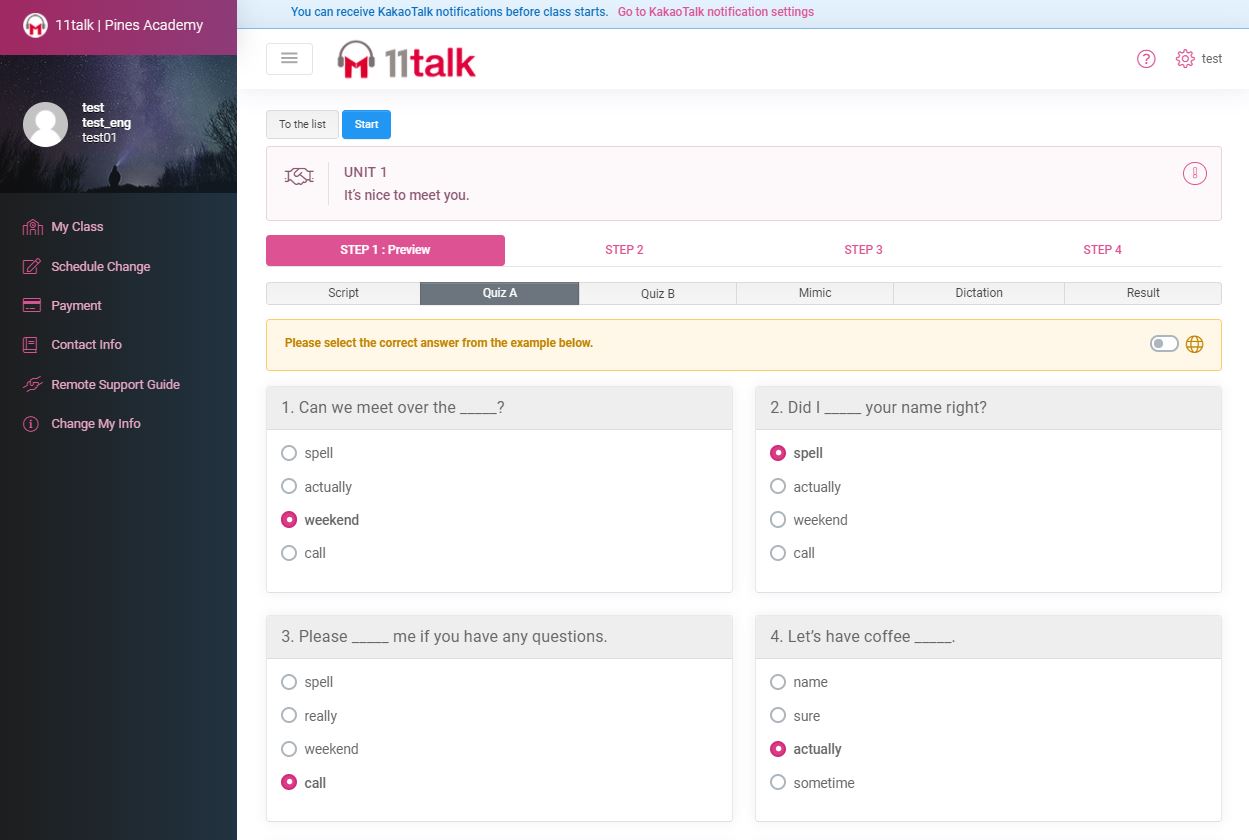 11talk | Pines Academy
You can receive KakaoTalk notifications before class starts. Go to KakaoTalk notification settings
11talk
? test
test
test_eng
test01
My Class
Schedule Change
Payment
Contact Info
Remote Support Guide
Change My Info
To the list Start
UNIT 1
It's nice to meet you.
STEP 1 : Preview STEP 2 STEP 3 STEP 4
Script Quiz A Quiz B Mimic Dictation Result
Please select the correct answer from the example below.
1. Can we meet over the _____?
spell
actually
weekend
call
2. Did I _____ your name right?
spell
actually
weekend
call
3. Please _____ me if you have any questions.
spell
really
weekend
call
4. Let's have coffee _____.
name
sure
actually
sometime